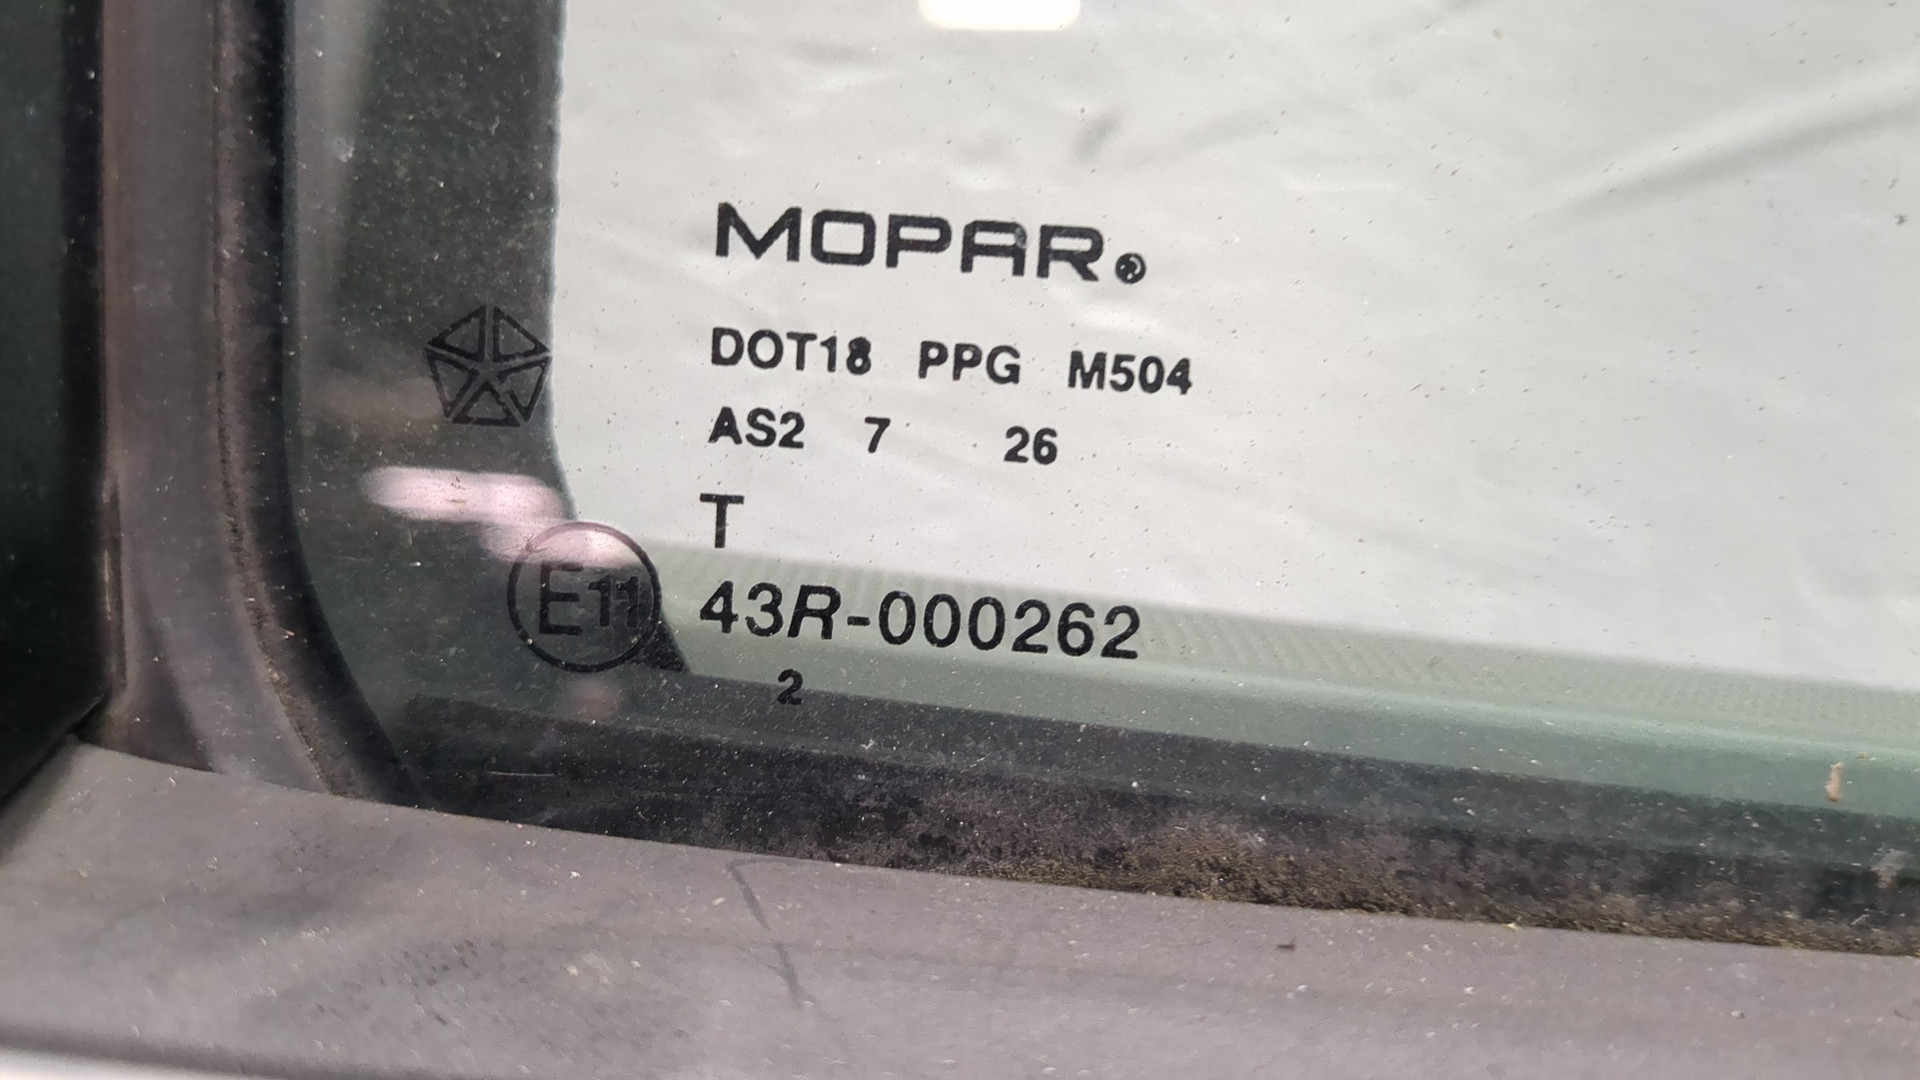 MOPAR®
DOT18 PPG M504
AS2 7 26
T
E11 43R-000262
2